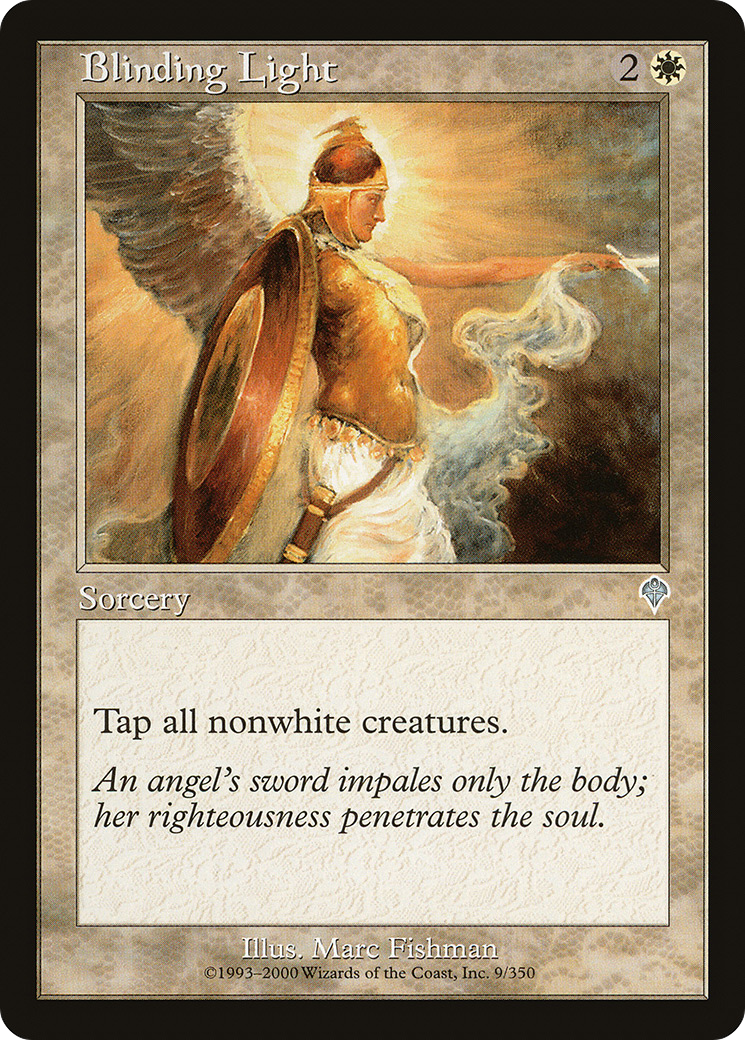 Blinding Light 2
Sorcery
Tap all nonwhite creatures.
An angel's sword impales only the body;
her righteousness penetrates the soul.
Illus. Marc Fishman
©1993–2000 Wizards of the Coast, Inc. 9/350